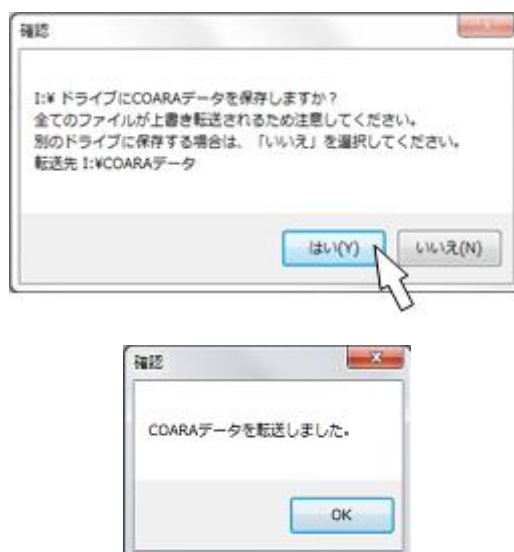 確認
I:¥ ドライブにCOARAデータを保存しますか？
全てのファイルが上書き転送されるため注意してください。
別のドライブに保存する場合は、「いいえ」を選択してください。
転送先 I:¥COARAデータ
はい(Y)
いいえ(N)
確認
COARAデータを転送しました。
OK